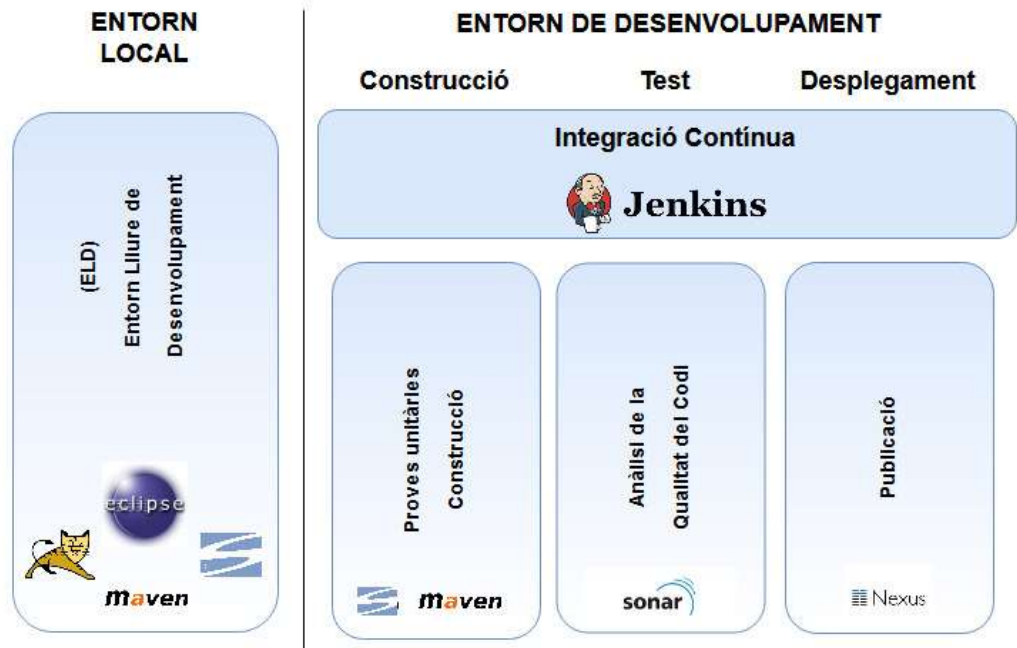 ENTORN
LOCAL
(ELD)
Entorn Lliure de
Desenvolupament
eclipse
maven
ENTORN DE DESENVOLUPAMENT
Construcció
Test
Desplegament
Integració Contínua
Jenkins
Proves unitàries
Construcció
maven
Anàlisi de la
Qualitat del Codi
sonar
Publicació
Nexus